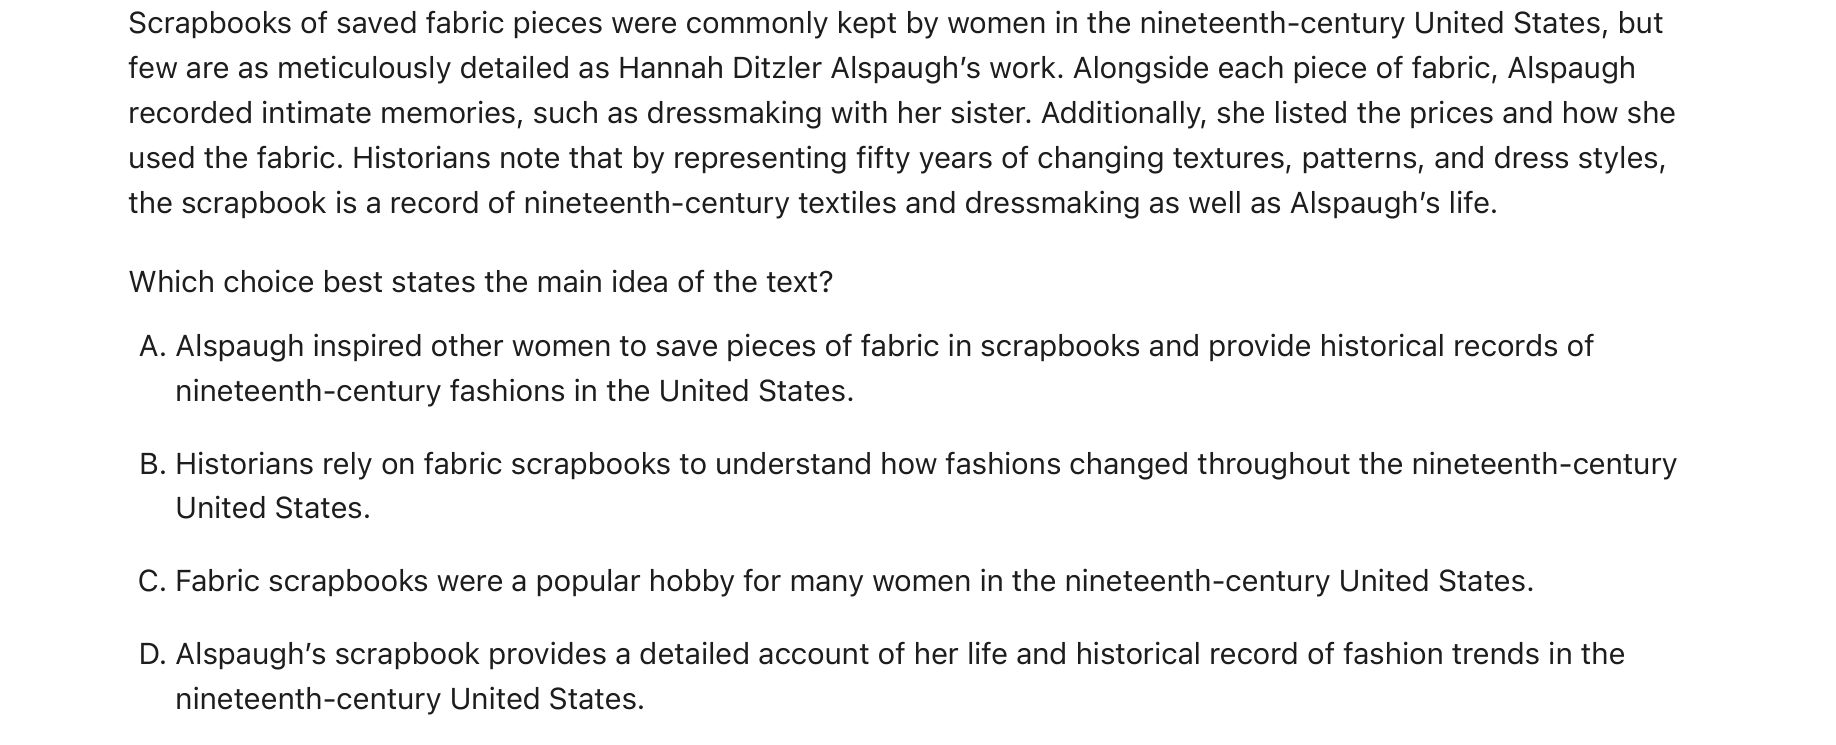 Scrapbooks of saved fabric pieces were commonly kept by women in the nineteenth-century United States, but
few are as meticulously detailed as Hannah Ditzler Alspaugh’s work. Alongside each piece of fabric, Alspaugh
recorded intimate memories, such as dressmaking with her sister. Additionally, she listed the prices and how she
used the fabric. Historians note that by representing fifty years of changing textures, patterns, and dress styles,
the scrapbook is a record of nineteenth-century textiles and dressmaking as well as Alspaugh’s life.
Which choice best states the main idea of the text?
A. Alspaugh inspired other women to save pieces of fabric in scrapbooks and provide historical records of
nineteenth-century fashions in the United States.
B. Historians rely on fabric scrapbooks to understand how fashions changed throughout the nineteenth-century
United States.
C. Fabric scrapbooks were a popular hobby for many women in the nineteenth-century United States.
D. Alspaugh’s scrapbook provides a detailed account of her life and historical record of fashion trends in the
nineteenth-century United States.